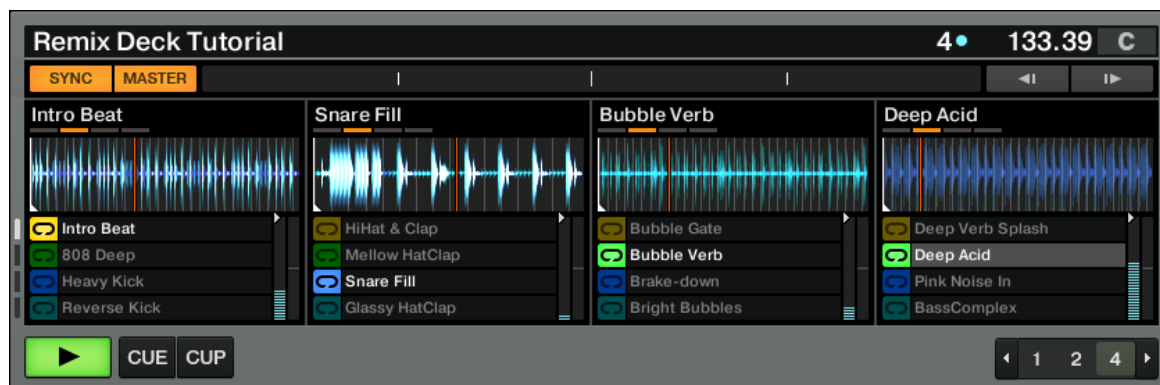 Remix Deck Tutorial 4 133.39 C
SYNC MASTER
Intro Beat Snare Fill Bubble Verb Deep Acid
Intro Beat HiHat & Clap Bubble Gate Deep Verb Splash
808 Deep Mellow HatClap Bubble Verb Deep Acid
Heavy Kick Snare Fill Brake-down Pink Noise In
Reverse Kick Glassy HatClap Bright Bubbles BassComplex
CUE CUP 1 2 4